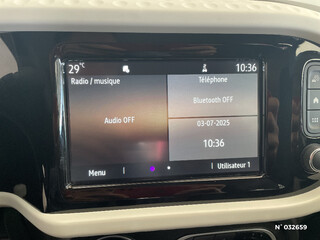 29°
10:36
Radio / musique
Téléphone
Bluetooth OFF
Audio OFF
03-07-2025
10:36
Menu
Utilisateur 1
N° 032659